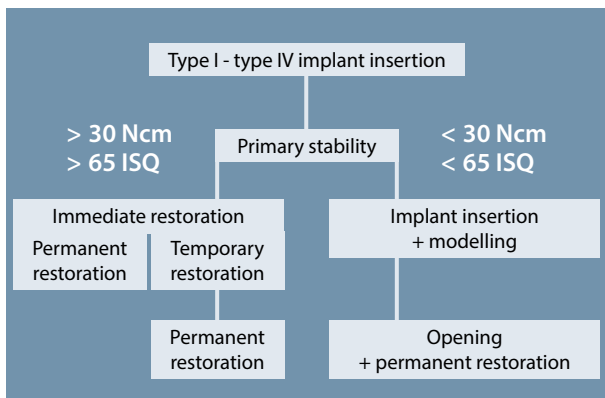 Type I - type IV implant insertion
> 30 Ncm
> 65 ISQ
Primary stability
< 30 Ncm
< 65 ISQ
Immediate restoration
Permanent
restoration
Temporary
restoration
Permanent
restoration
Implant insertion
+ modelling
Opening
+ permanent restoration